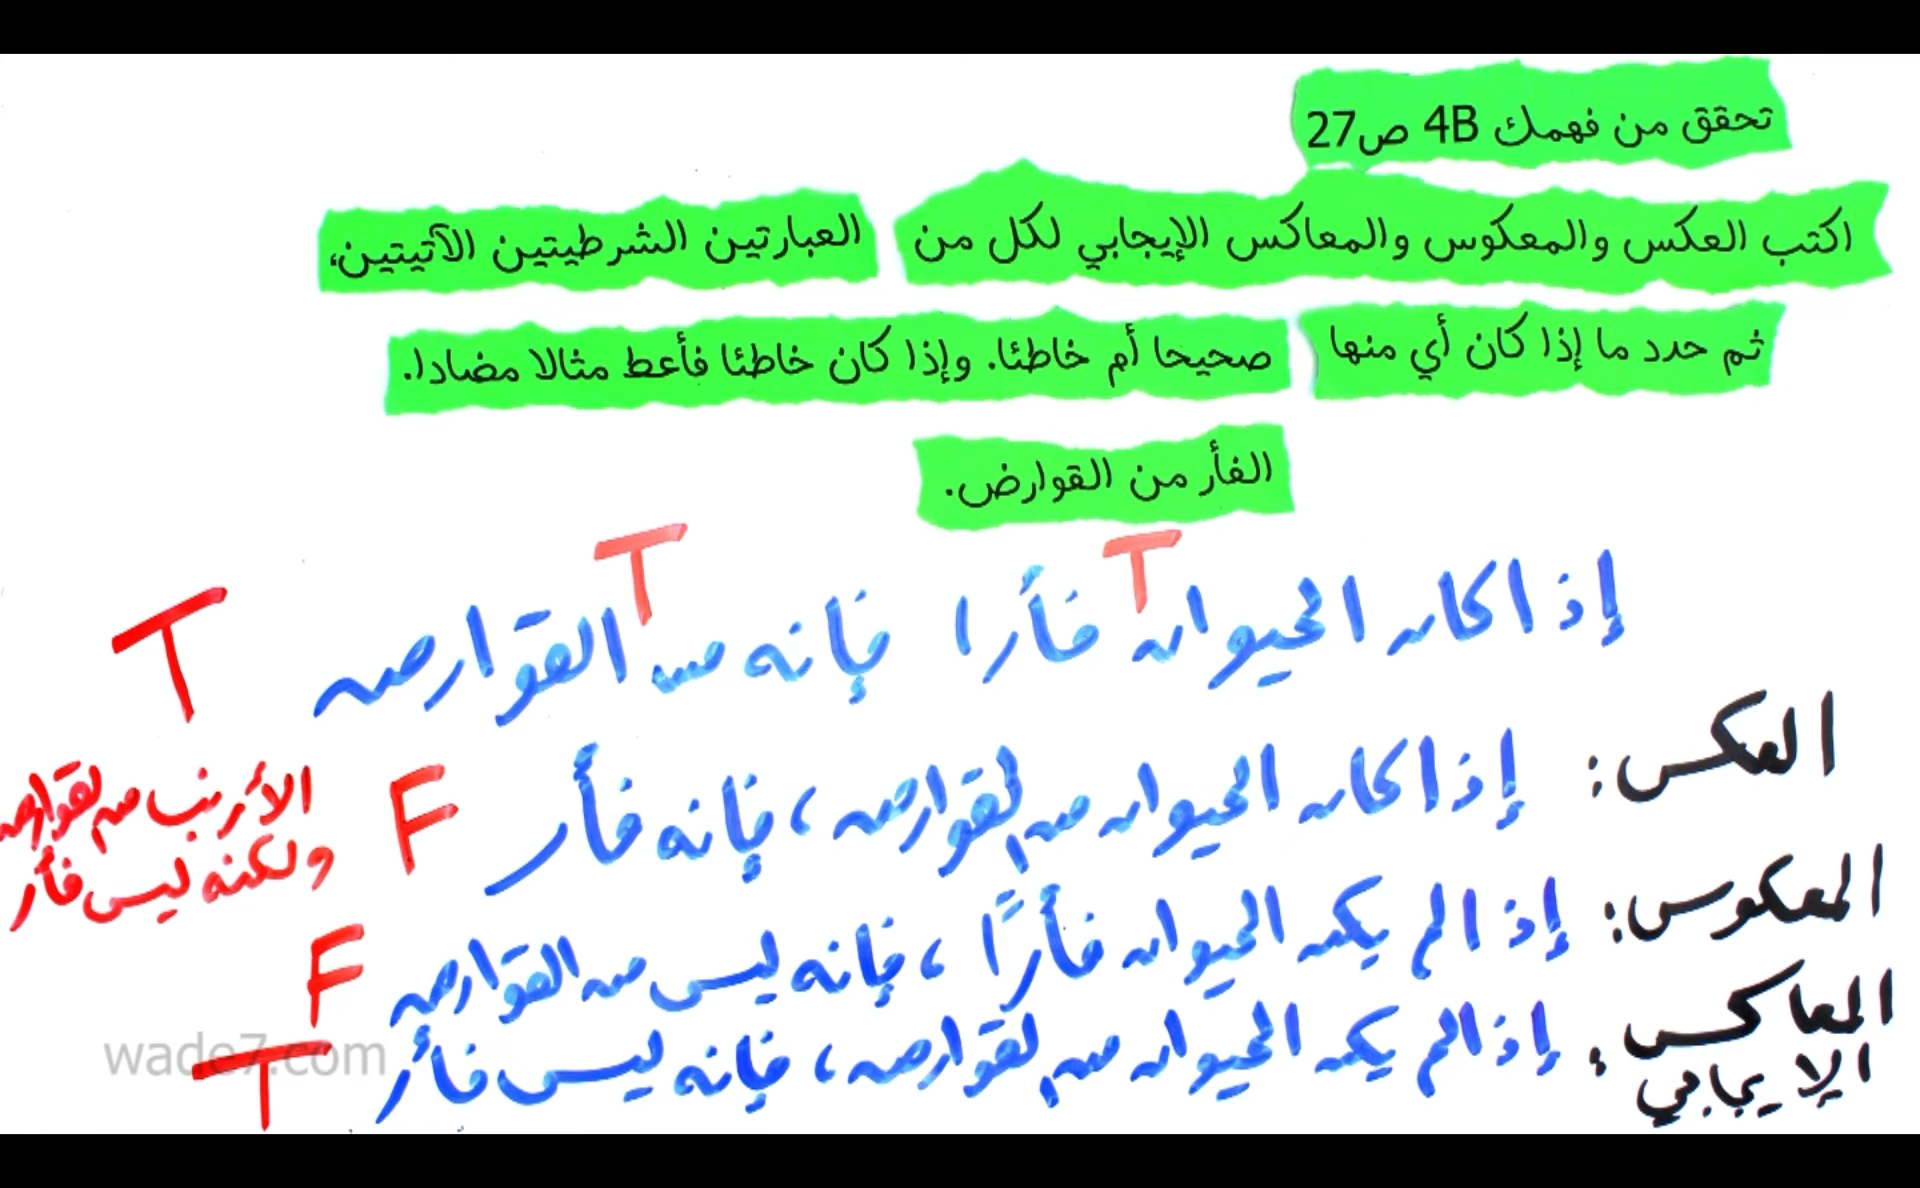 تحقق من فهمك 4B ص27
اكتب العكس والمعكوس والمعاكس الإيجابي لكل من العبارتين الشرطيتين الآتيتين،
ثم حدد ما إذا كان أي منها صحيحا أم خاطئا. وإذا كان خاطئا فأعط مثالا مضادا.
الفأر من القوارض.
T T
إذا كان الحيوان فأرا فإنه من القوارض T
العكس: إذا كان الحيوان من القوارض، فإنه فأر F
الأرنب من القوارض
ولكنه ليس فأر
المعكوس: إذا لم يكن الحيوان فأرًا، فإنه ليس من القوارض F
المعاكس الإيجابي: إذا لم يكن الحيوان من القوارض، فإنه ليس فأر T
wade7.com